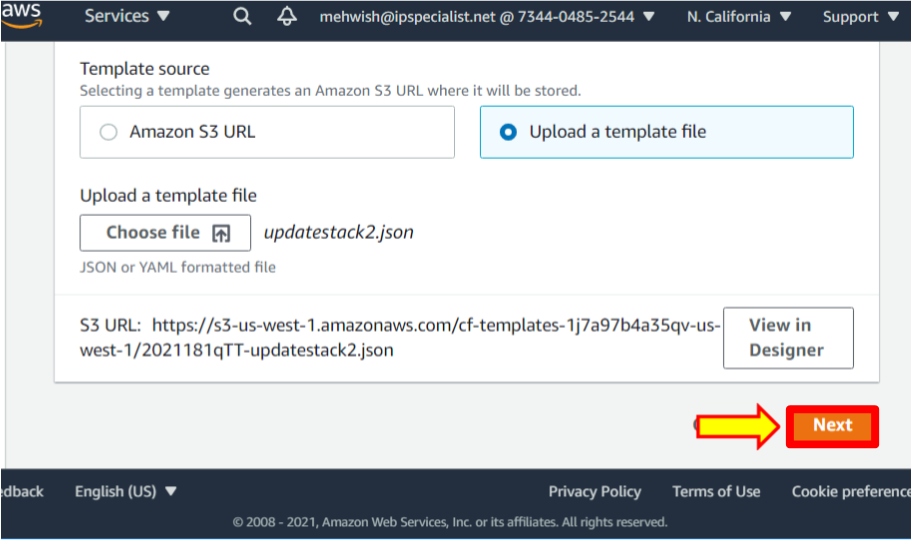 aws
Services ▼
mehwish@ipspecialist.net @ 7344-0485-2544 ▼
N. California ▼
Support ▼
Template source
Selecting a template generates an Amazon S3 URL where it will be stored.
Amazon S3 URL
Upload a template file
Upload a template file
Choose file
updatestack2.json
JSON or YAML formatted file
S3 URL: https://s3-us-west-1.amazonaws.com/cf-templates-1j7a97b4a35qv-us-
west-1/2021181qTT-updatestack2.json
View in
Designer
Next
edback
English (US) ▼
Privacy Policy
Terms of Use
Cookie preference
© 2008 - 2021, Amazon Web Services, Inc. or its affiliates. All rights reserved.